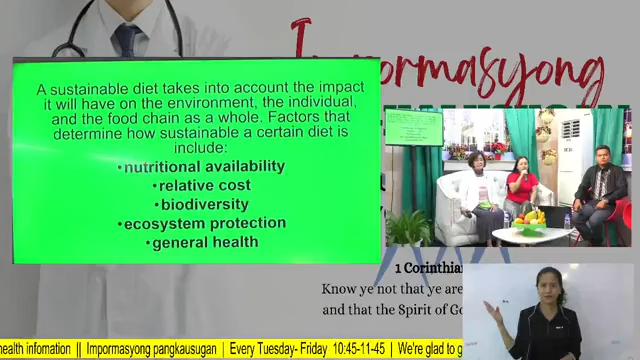 Impormasyong
A sustainable diet takes into account the impact
it will have on the environment, the individual,
and the food chain as a whole. Factors that
determine how sustainable a certain diet is
include:
•nutritional availability
•relative cost
•biodiversity
•ecosystem protection
•general health
1 Corinthian
Know ye not that ye are
and that the Spirit of Go
health infomation || Impormasyong pangkausugan | Every Tuesday- Friday 10:45-11-45 | We're glad to g